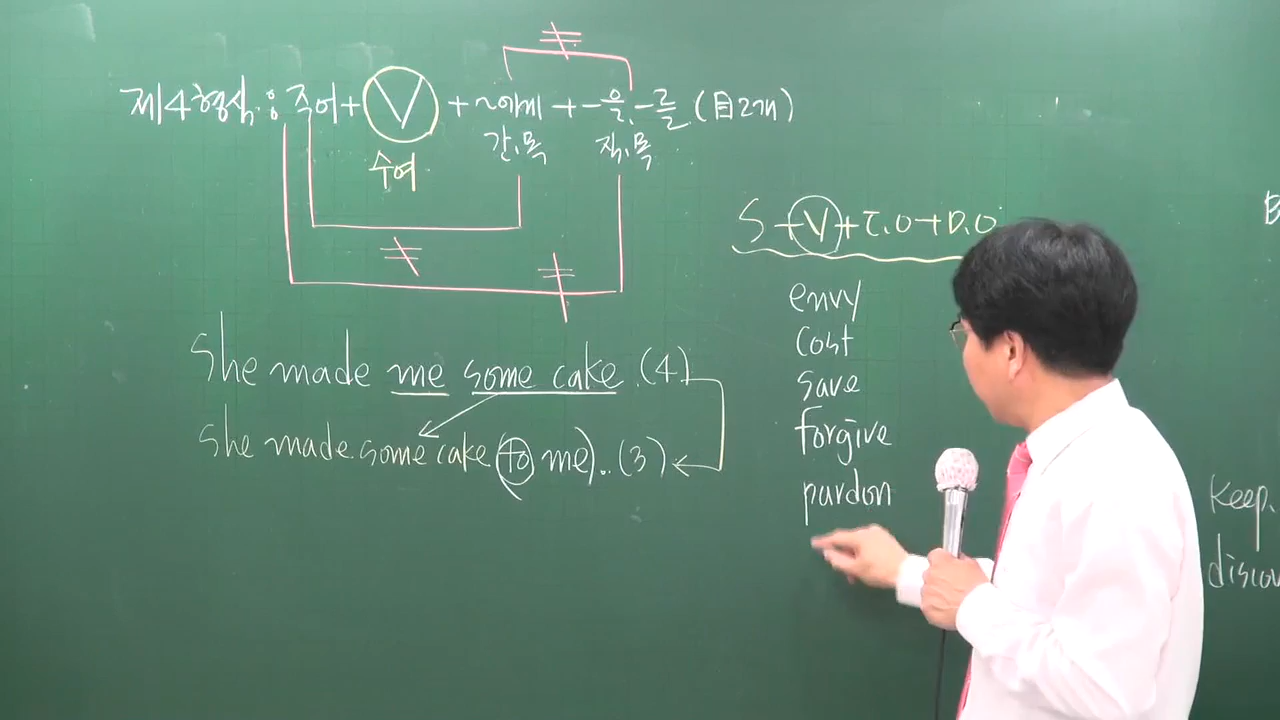 제4형식: 주어+Ⓥ+~에게+-을.-를(目2개)
수여 간.목 직.목
S+Ⓥ+I.O+D.O
envy
cost
save
forgive
pardon
She made me some cake.(4)
She made some cake(to me).(3)
keep.
discov